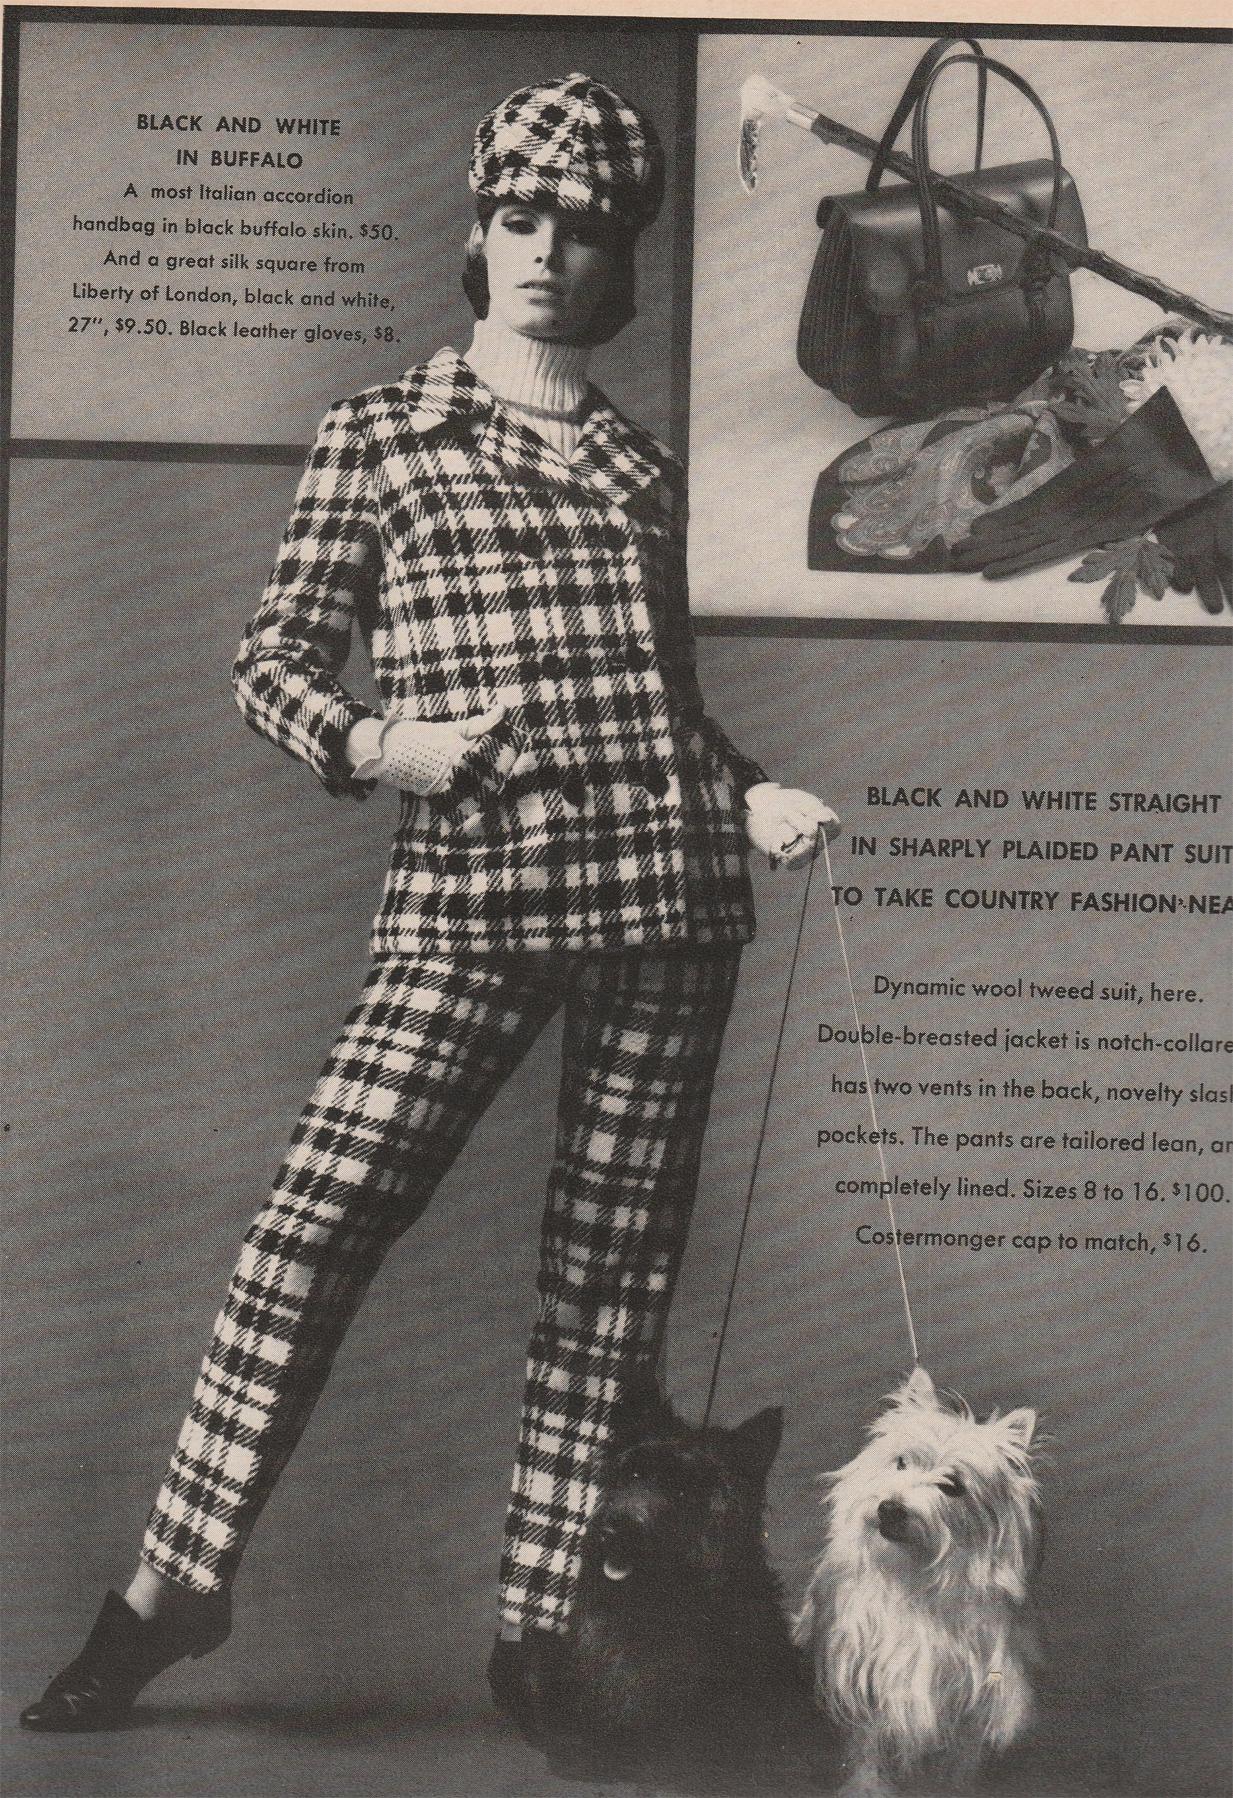 BLACK AND WHITE
IN BUFFALO
A most Italian accordion
handbag in black buffalo skin. $50.
And a great silk square from
Liberty of London, black and white,
27", $9.50. Black leather gloves, $8.
BLACK AND WHITE STRAIGHT
IN SHARPLY PLAIDED PANT SUIT
TO TAKE COUNTRY FASHION NEA
Dynamic wool tweed suit, here.
Double-breasted jacket is notch-collare
has two vents in the back, novelty slas
pockets. The pants are tailored lean, an
completely lined. Sizes 8 to 16. $100.
Costermonger cap to match, $16.